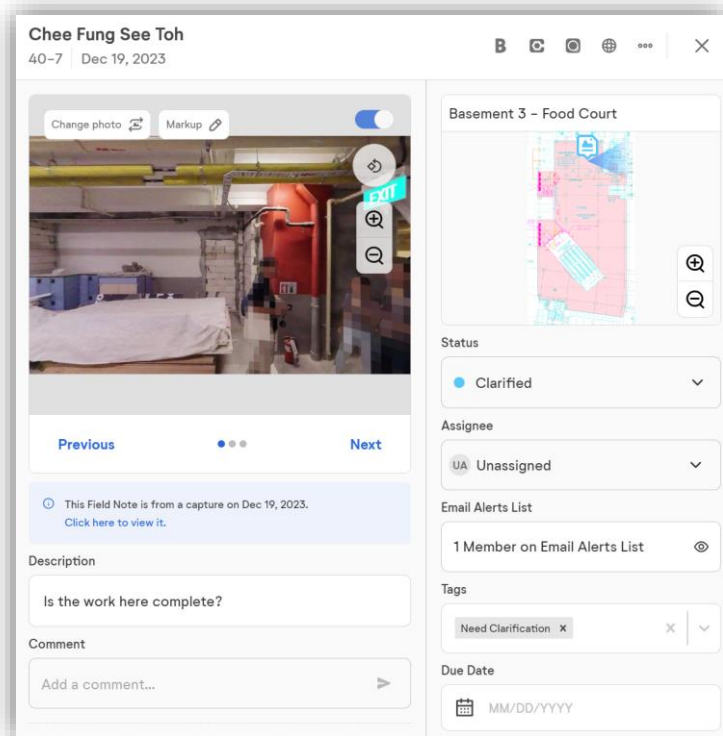 Chee Fung See Toh
40-7 Dec 19, 2023
Change photo
Markup
EXIT
Previous
Next
This Field Note is from a capture on Dec 19, 2023.
Click here to view it.
Description
Is the work here complete?
Comment
Add a comment...
Basement 3 - Food Court
Status
Clarified
Assignee
UA Unassigned
Email Alerts List
1 Member on Email Alerts List
Tags
Need Clarification x
Due Date
MM/DD/YYYY